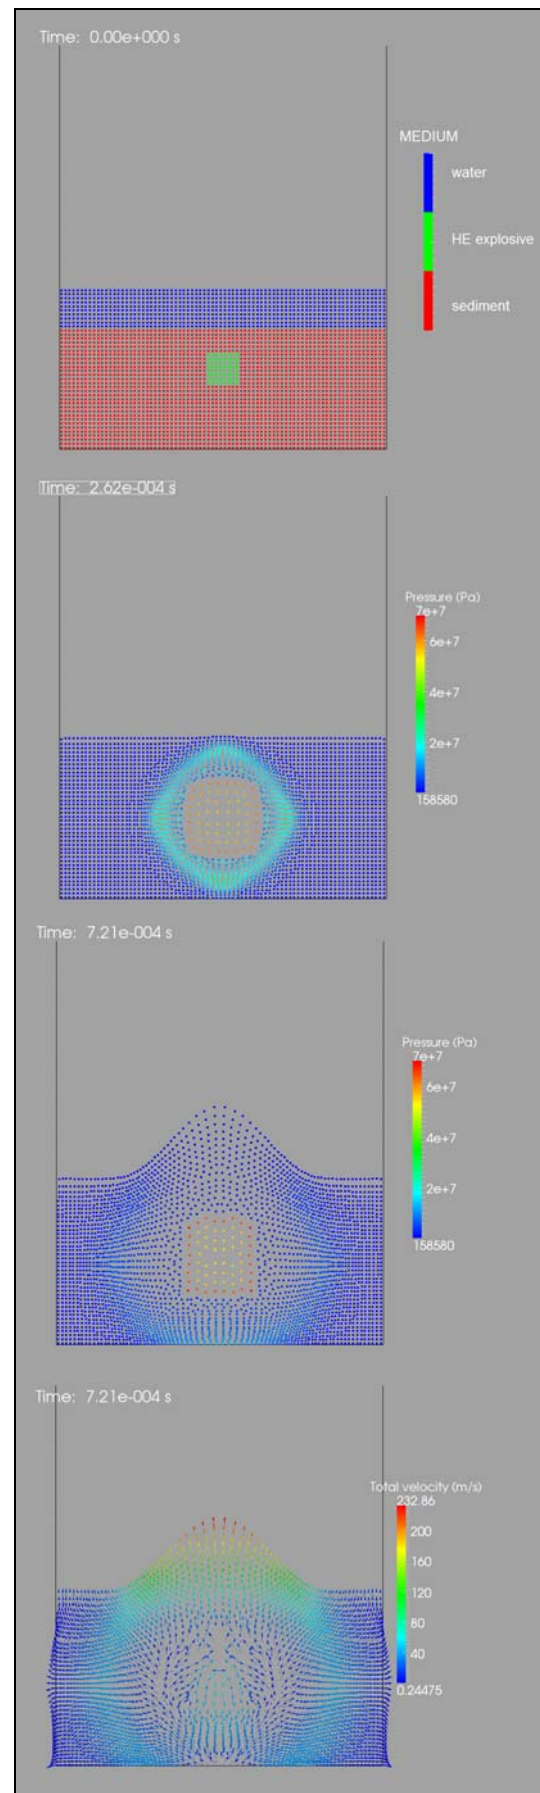 Time: 0.00e+000 s
MEDIUM
water
HE explosive
sediment
Time: 2.62e-004 s
Pressure (Pa)
7e+7
6e+7
4e+7
2e+7
158580
Time: 7.21e-004 s
Pressure (Pa)
7e+7
6e+7
4e+7
2e+7
158580
Time: 7.21e-004 s
Total velocity (m/s)
232.86
200
160
120
80
40
0.24475